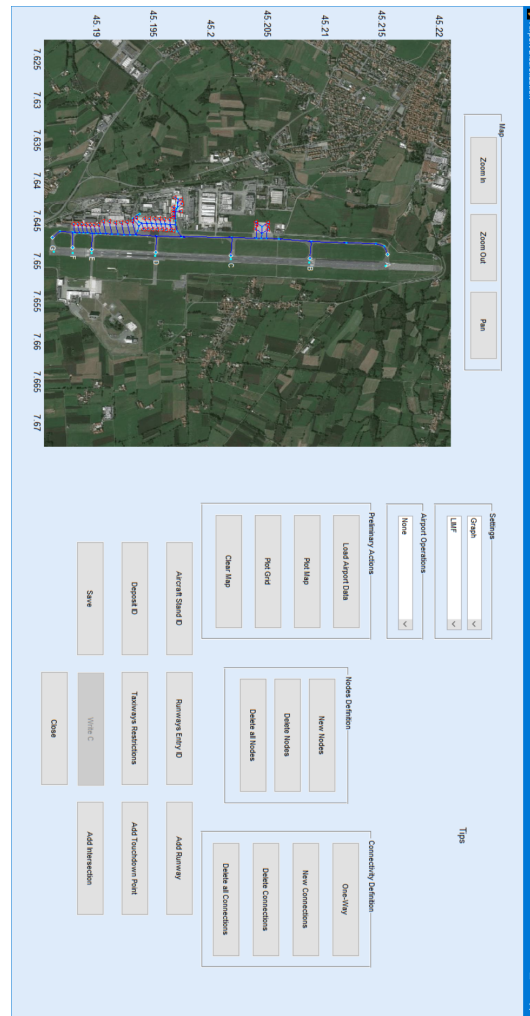 Map
Zoom In
Zoom Out
Pan
45.22
45.215
45.21
45.205
45.2
45.195
45.19
7.625
7.63
7.635
7.64
7.645
7.65
7.655
7.66
7.665
7.67
A
B
C
D
E
F
G
Settings
Graph
LIMF
Airport Operations
None
Tips
Preliminary Actions
Load Airport Data
Plot Map
Plot Grid
Clear Map
Nodes Definition
New Nodes
Delete Nodes
Delete all Nodes
Connectivity Definition
One-Way
New Connections
Delete Connections
Delete all Connections
Aircraft Stand ID
Runways Entry ID
Add Runway
Deposit ID
Taxiways Restrictions
Add Touchdown Point
Save
Write C
Add Intersection
Close